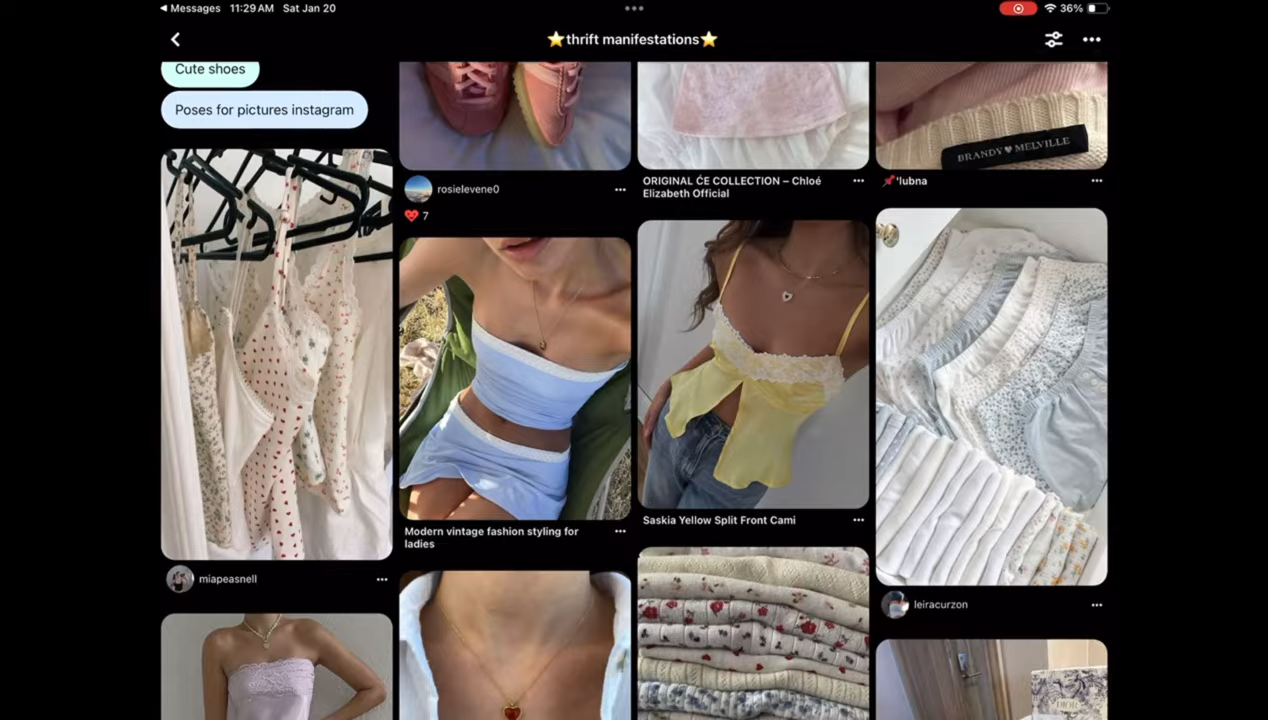 Messages 11:29 AM Sat Jan 20
36%
⭐thrift manifestations⭐
Cute shoes
Poses for pictures instagram
miapeasnell
rosielevene0
7
Modern vintage fashion styling for
ladies
ORIGINAL ĆE COLLECTION – Chloé
Elizabeth Official
Saskia Yellow Split Front Cami
BRANDY♥MELVILLE
📌'lubna
leiracurzon
DIOR